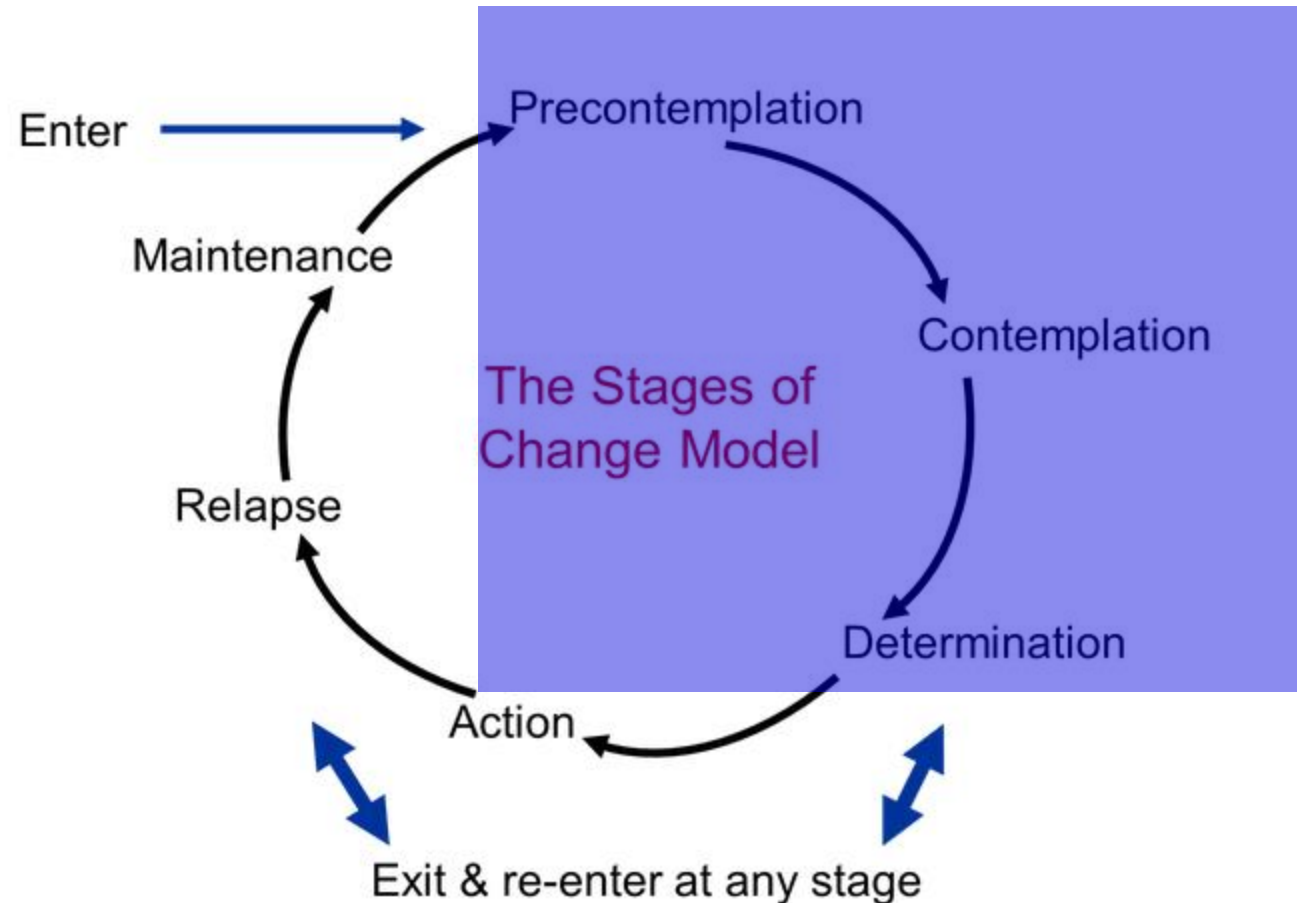 Enter
Precontemplation
Maintenance
Contemplation
The Stages of
Change Model
Relapse
Determination
Action
Exit & re-enter at any stage